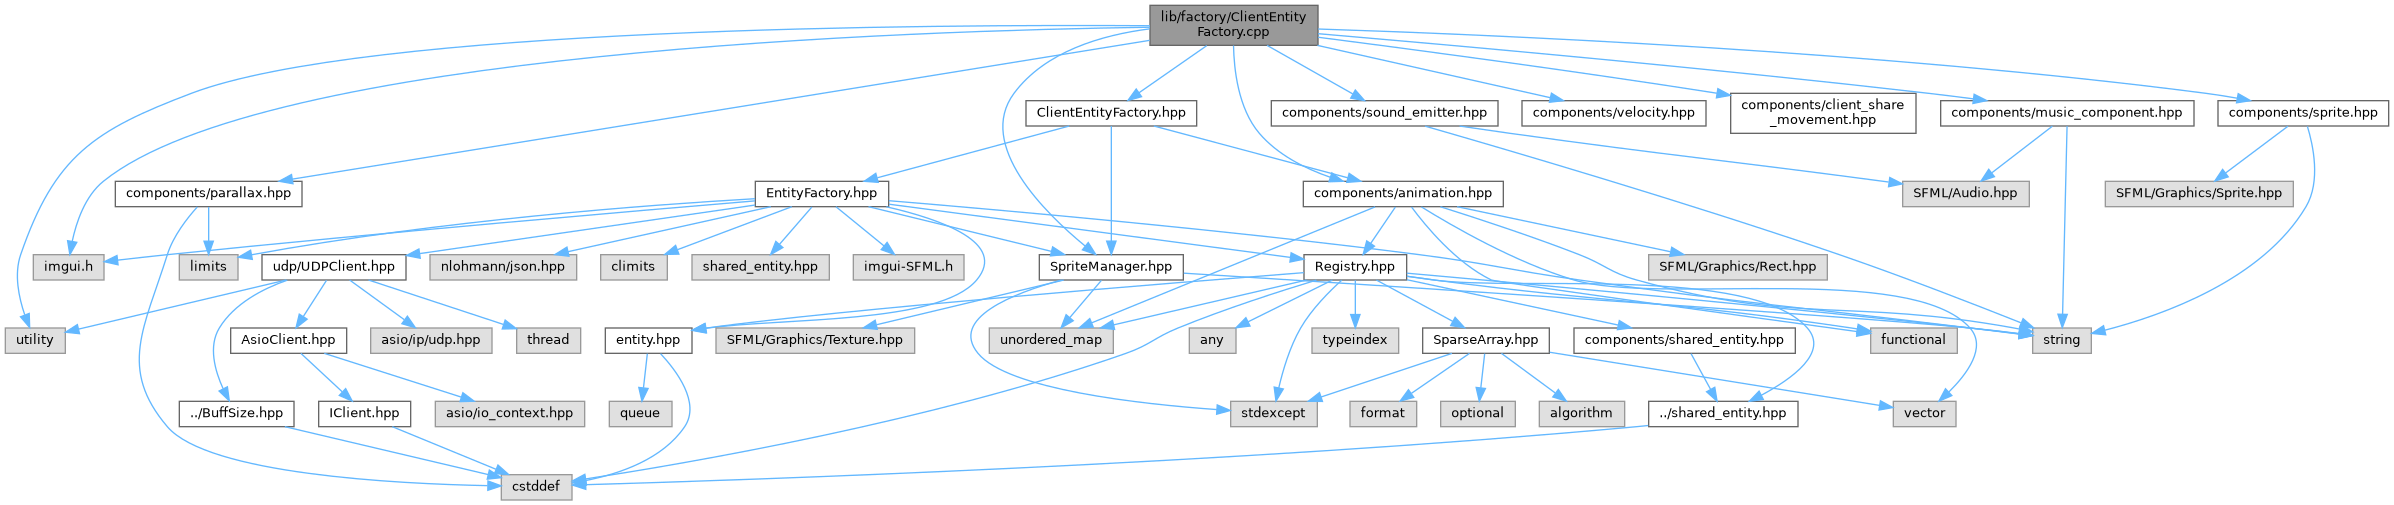 lib/factory/ClientEntity
Factory.cpp
ClientEntityFactory.hpp
components/sound_emitter.hpp
components/velocity.hpp
components/client_share
_movement.hpp
components/music_component.hpp
components/sprite.hpp
components/parallax.hpp
EntityFactory.hpp
components/animation.hpp
SFML/Audio.hpp
SFML/Graphics/Sprite.hpp
imgui.h
limits
udp/UDPClient.hpp
nlohmann/json.hpp
climits
shared_entity.hpp
imgui-SFML.h
SpriteManager.hpp
Registry.hpp
SFML/Graphics/Rect.hpp
utility
AsioClient.hpp
asio/ip/udp.hpp
thread
entity.hpp
SFML/Graphics/Texture.hpp
unordered_map
any
typeindex
SparseArray.hpp
components/shared_entity.hpp
functional
string
../BuffSize.hpp
IClient.hpp
asio/io_context.hpp
queue
stdexcept
format
optional
algorithm
../shared_entity.hpp
vector
cstddef